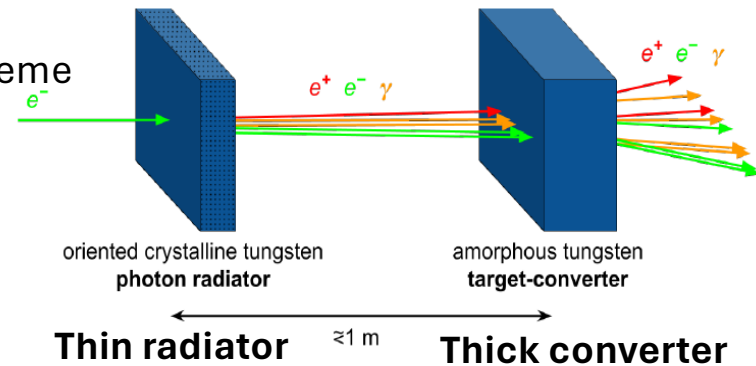 eme
e⁻
e⁺ e⁻ γ
e⁺ e⁻ γ
oriented crystalline tungsten
photon radiator
amorphous tungsten
target-converter
≈1 m
Thin radiator
Thick converter